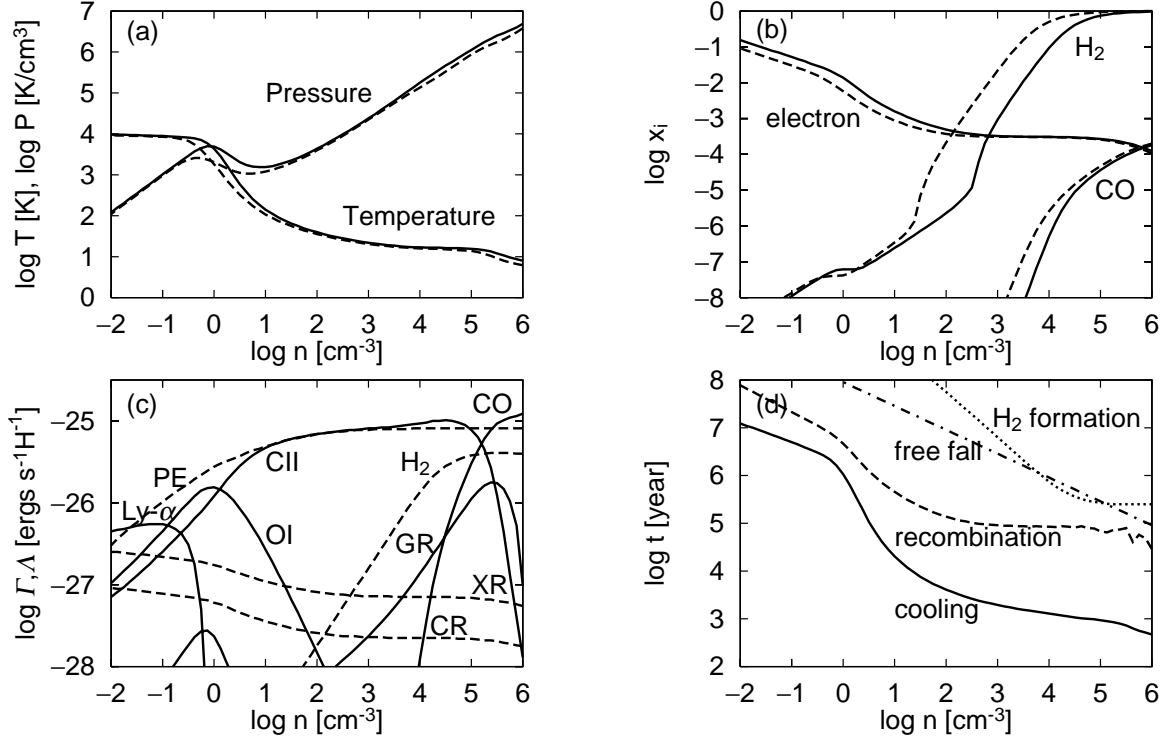 (a)
log T [K], log P [K/cm³]
7
6
5
4
3
2
1
0
Pressure
Temperature
−2 −1 0 1 2 3 4 5 6
log n [cm⁻³]
(b)
log xᵢ
0
−1
−2
−3
−4
−5
−6
−7
−8
H₂
electron
CO
−2 −1 0 1 2 3 4 5 6
log n [cm⁻³]
(c)
log Γ,Λ [ergs s⁻¹H⁻¹]
−25
−26
−27
−28
CO
PE
CII
H₂
Ly-α
OI
GR
XR
CR
−2 −1 0 1 2 3 4 5 6
log n [cm⁻³]
(d)
log t [year]
8
7
6
5
4
3
2
H₂ formation
free fall
recombination
cooling
−2 −1 0 1 2 3 4 5 6
log n [cm⁻³]